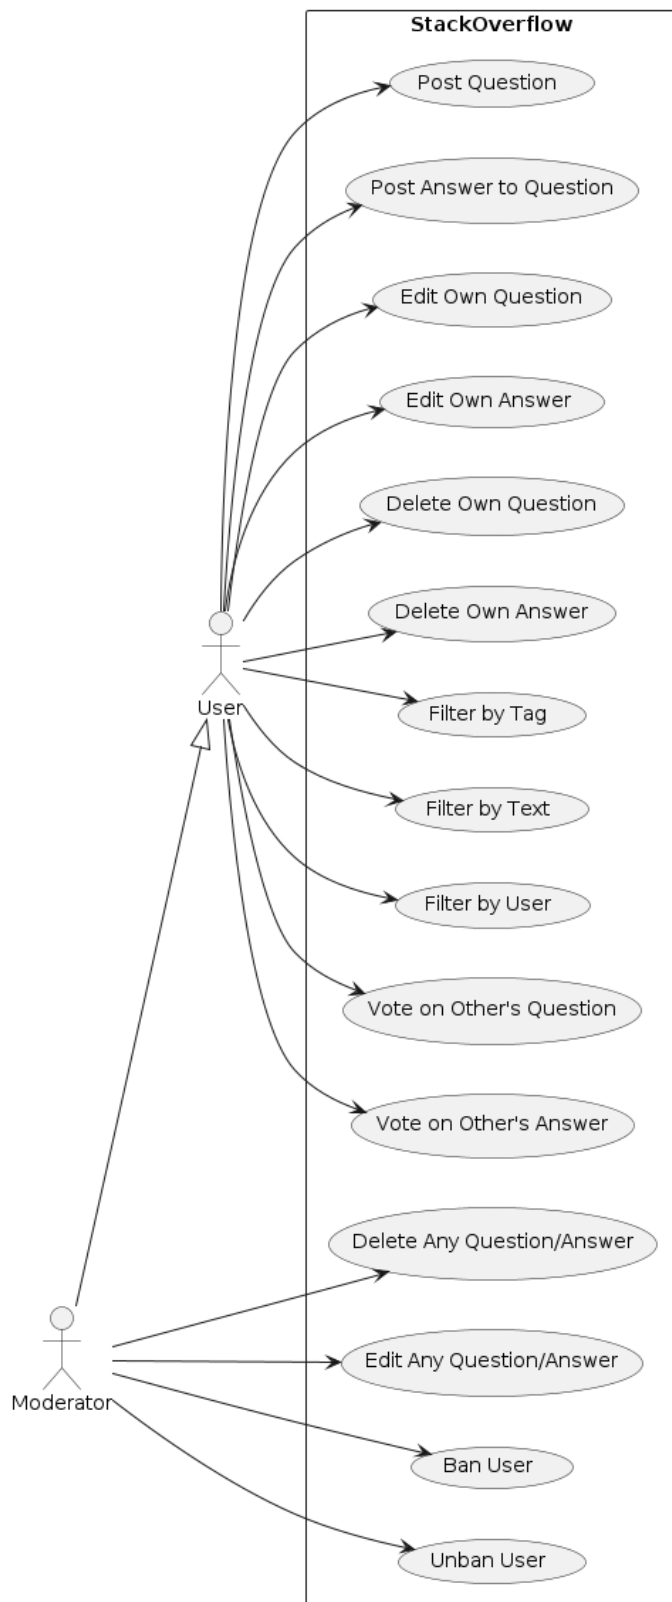 StackOverflow
Post Question
Post Answer to Question
Edit Own Question
Edit Own Answer
Delete Own Question
Delete Own Answer
User
Filter by Tag
Filter by Text
Filter by User
Vote on Other's Question
Vote on Other's Answer
Delete Any Question/Answer
Edit Any Question/Answer
Moderator
Ban User
Unban User